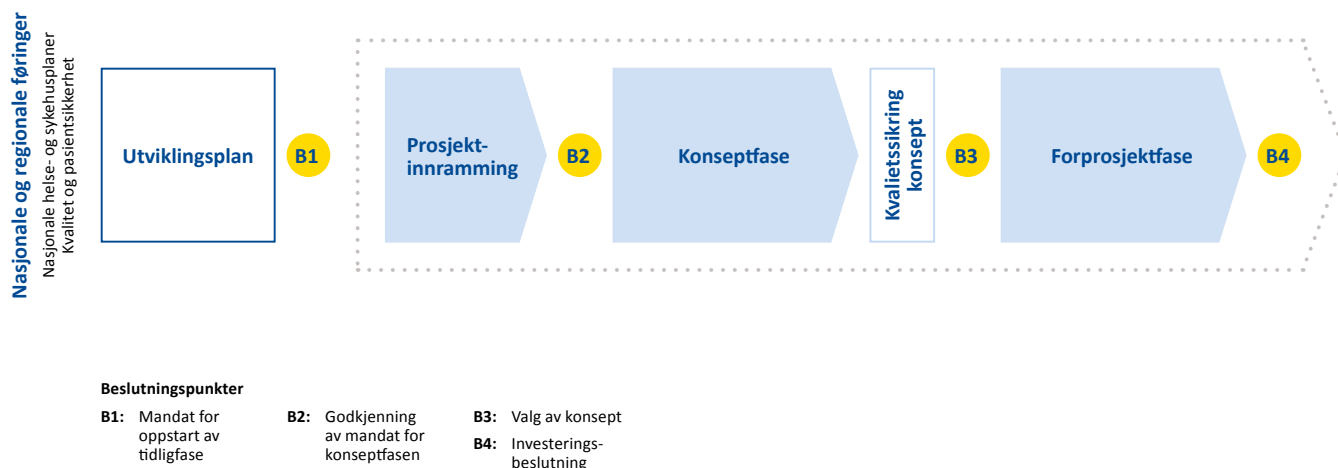 Nasjonale og regionale føringer
Nasjonale helse- og sykehusplaner
Kvalitet og pasientsikkerhet
Utviklingsplan
B1
Prosjekt-
innramming
B2
Konseptfase
Kvalietssikring
konsept
B3
Forprosjektfase
B4
Beslutningspunkter
B1: Mandat for
oppstart av
tidligfase
B2: Godkjenning
av mandat for
konseptfasen
B3: Valg av konsept
B4: Investerings-
beslutning